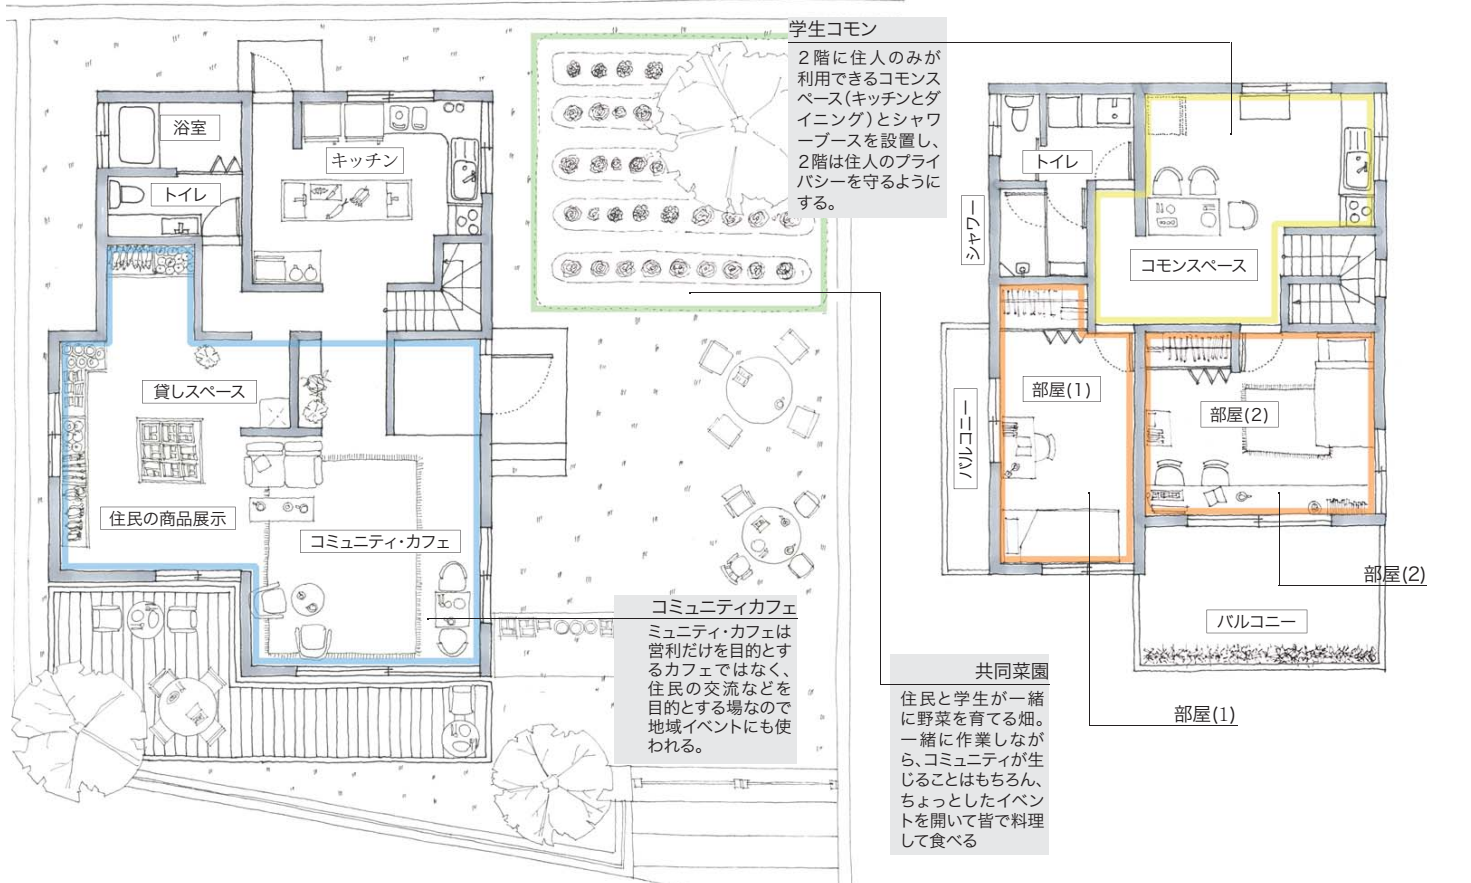 学生コモン
２階に住人のみが
利用できるコモンス
ペース（キッチンとダ
イニング）とシャワ
ーブースを設置し、
２階は住人のプライ
バシーを守るように
する。
浴室
キッチン
トイレ
貸しスペース
住民の商品展示
コミュニティ・カフェ
コミュニティカフェ
ミュニティ・カフェは
営利だけを目的とす
るカフェではなく、
住民の交流などを
目的とする場なので
地域イベントにも使
われる。
共同菜園
住民と学生が一緒
に野菜を育てる畑。
一緒に作業しなが
ら、コミュニティが生
じることはもちろん、
ちょっとしたイベン
トを開いて皆で料理
して食べる
トイレ
シャワー
コモンスペース
部屋(1)
部屋(2)
バルコニー
部屋(2)
バルコニー
部屋(1)